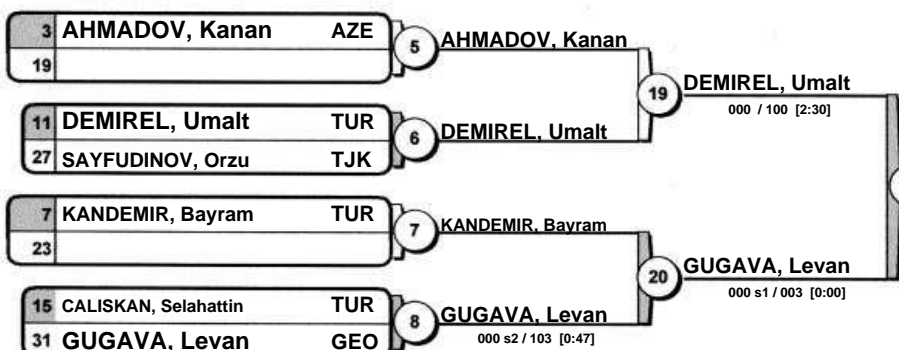 3 AHMADOV, Kanan AZE
19
5 AHMADOV, Kanan
11 DEMIREL, Umalt TUR
27 SAYFUDINOV, Orzu TJK
6 DEMIREL, Umalt
19 DEMIREL, Umalt
000 / 100 [2:30]
7 KANDEMIR, Bayram TUR
23
7 KANDEMIR, Bayram
15 CALISKAN, Selahattin TUR
31 GUGAVA, Levan GEO
8 GUGAVA, Levan
000 s2 / 103 [0:47]
20 GUGAVA, Levan
000 s1 / 003 [0:00]